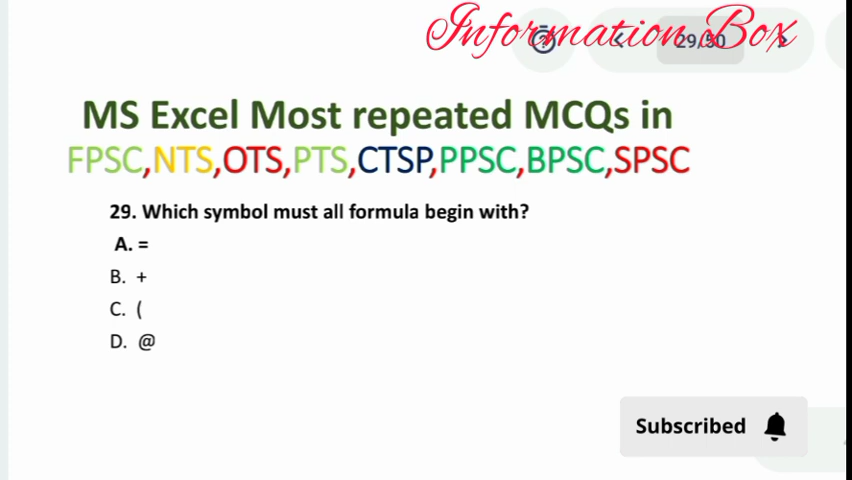 Information Box
29/50
MS Excel Most repeated MCQs in
FPSC,NTS,OTS,PTS,CTSP,PPSC,BPSC,SPSC
29. Which symbol must all formula begin with?
A. =
B. +
C. (
D. @
Subscribed